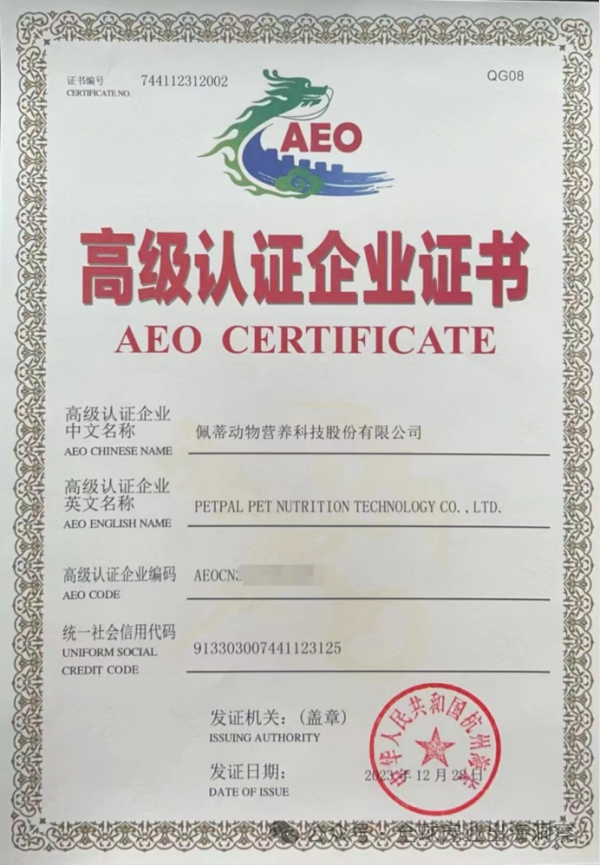 证书编号 744112312002
CERTIFICATE NO.
QG08
AEO
高级认证企业证书
AEO CERTIFICATE
高级认证企业
中文名称
佩蒂动物营养科技股份有限公司
AEO CHINESE NAME
高级认证企业
英文名称
PETPAL PET NUTRITION TECHNOLOGY CO.,LTD.
AEO ENGLISH NAME
高级认证企业编码 AEOCN3
AEO CODE
统一社会信用代码
UNIFORM SOCIAL
913303007441123125
CREDIT CODE
发证机关：(盖章)
ISSUING AUTHORITY
中华人民共和国杭州海关
发证日期：
2023年12月28日
DATE OF ISSUE
公众号